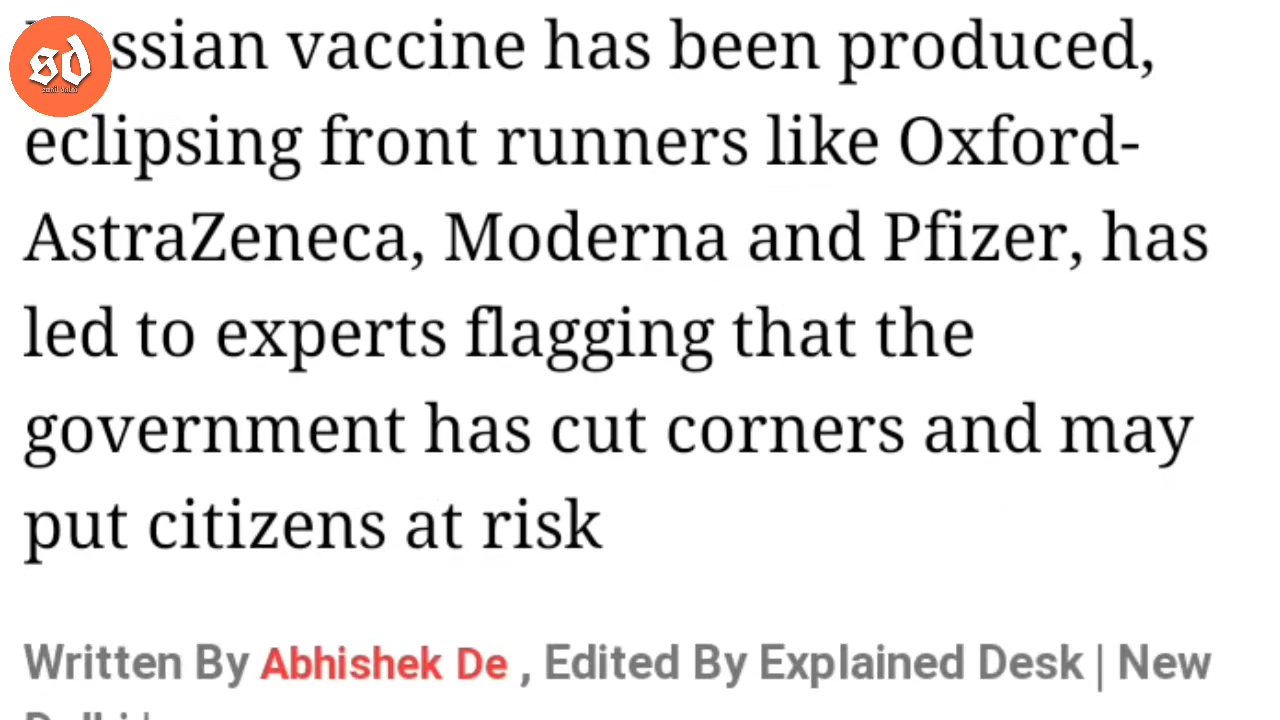 sd
ssian vaccine has been produced,
eclipsing front runners like Oxford-
AstraZeneca, Moderna and Pfizer, has
led to experts flagging that the
government has cut corners and may
put citizens at risk
Written By Abhishek De , Edited By Explained Desk | New